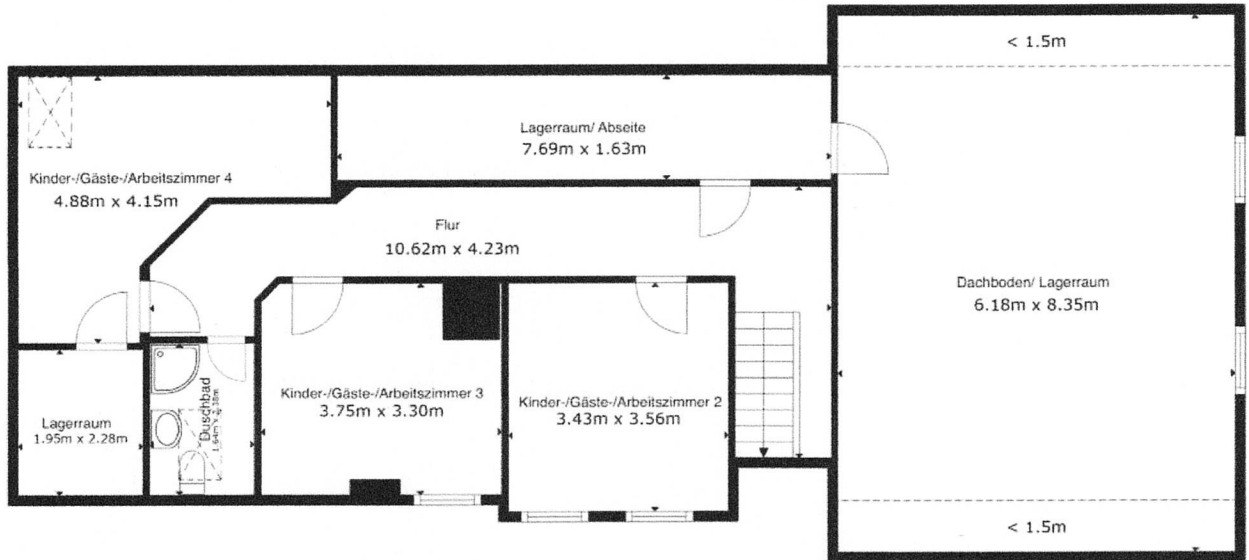 < 1.5m
Lagerraum/ Abseite
7.69m x 1.63m
Kinder-/Gäste-/Arbeitszimmer 4
4.88m x 4.15m
Flur
10.62m x 4.23m
Dachboden/ Lagerraum
6.18m x 8.35m
Kinder-/Gäste-/Arbeitszimmer 3
3.75m x 3.30m
Kinder-/Gäste-/Arbeitszimmer 2
3.43m x 3.56m
Lagerraum
1.95m x 2.28m
Duschbad
< 1.5m